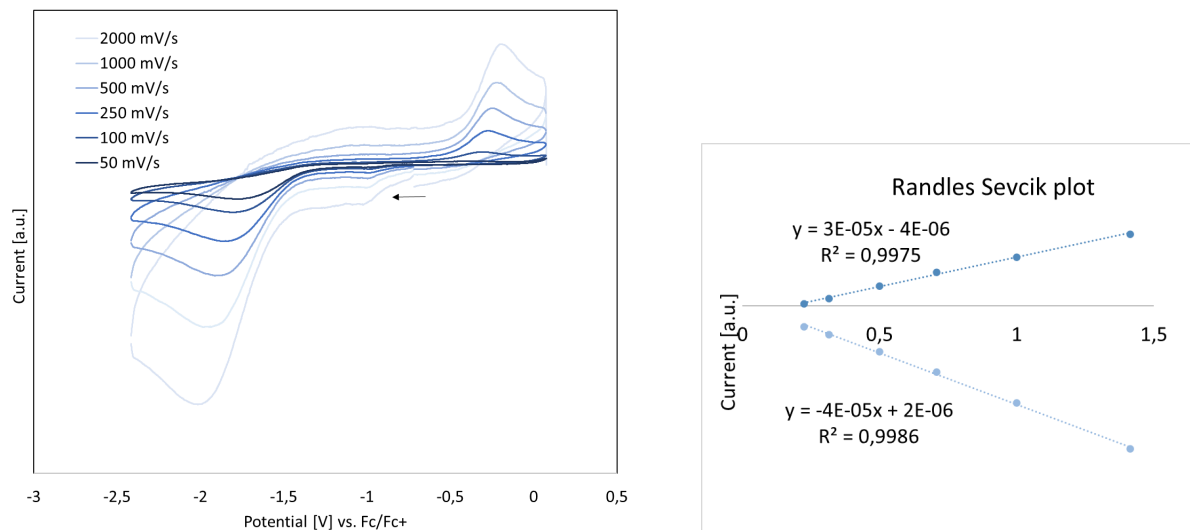 2000 mV/s
1000 mV/s
500 mV/s
250 mV/s
100 mV/s
50 mV/s
Current [a.u.]
-3 -2,5 -2 -1,5 -1 -0,5 0 0,5
Potential [V] vs. Fc/Fc+
Randles Sevcik plot
y = 3E-05x - 4E-06
R² = 0,9975
Current [a.u.]
0 0,5 1 1,5
y = -4E-05x + 2E-06
R² = 0,9986